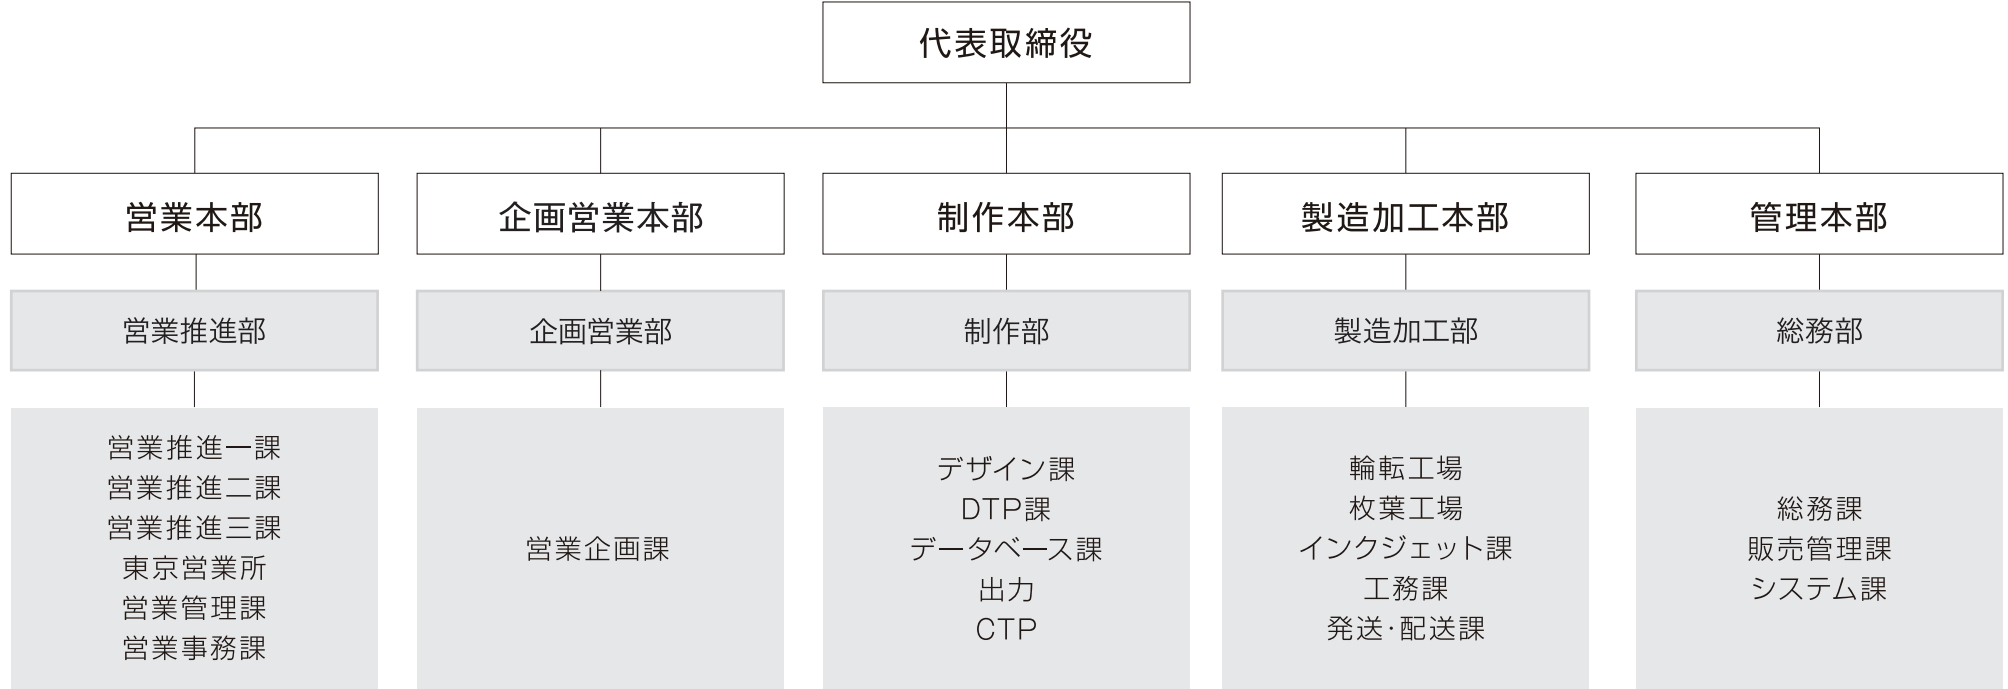 代表取締役
営業本部
企画営業本部
制作本部
製造加工本部
管理本部
営業推進部
企画営業部
制作部
製造加工部
総務部
営業推進一課
営業推進二課
営業推進三課
東京営業所
営業管理課
営業事務課
営業企画課
デザイン課
DTP課
データベース課
出力
CTP
輪転工場
枚葉工場
インクジェット課
工務課
発送・配送課
総務課
販売管理課
システム課